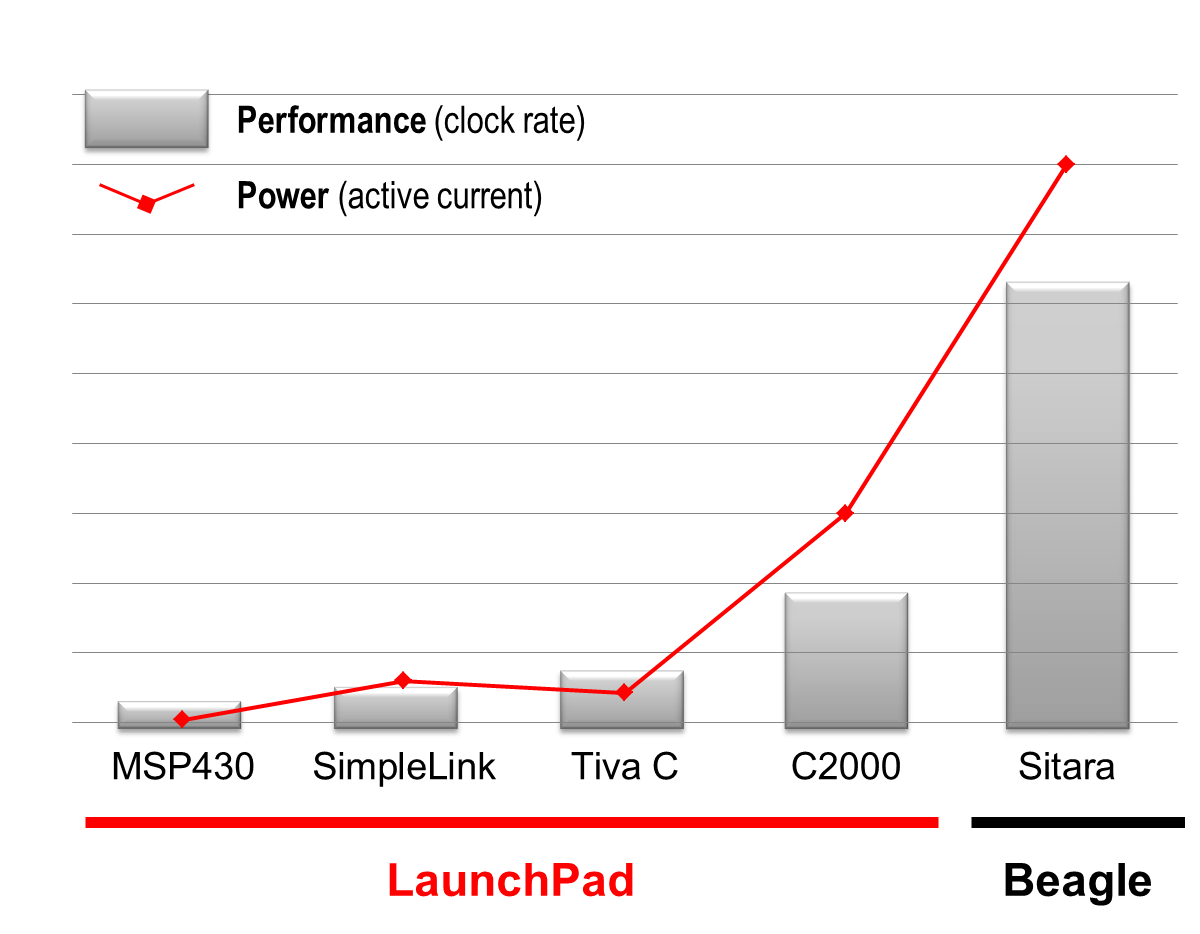 Performance (clock rate)
Power (active current)
MSP430 SimpleLink Tiva C C2000 Sitara
LaunchPad Beagle